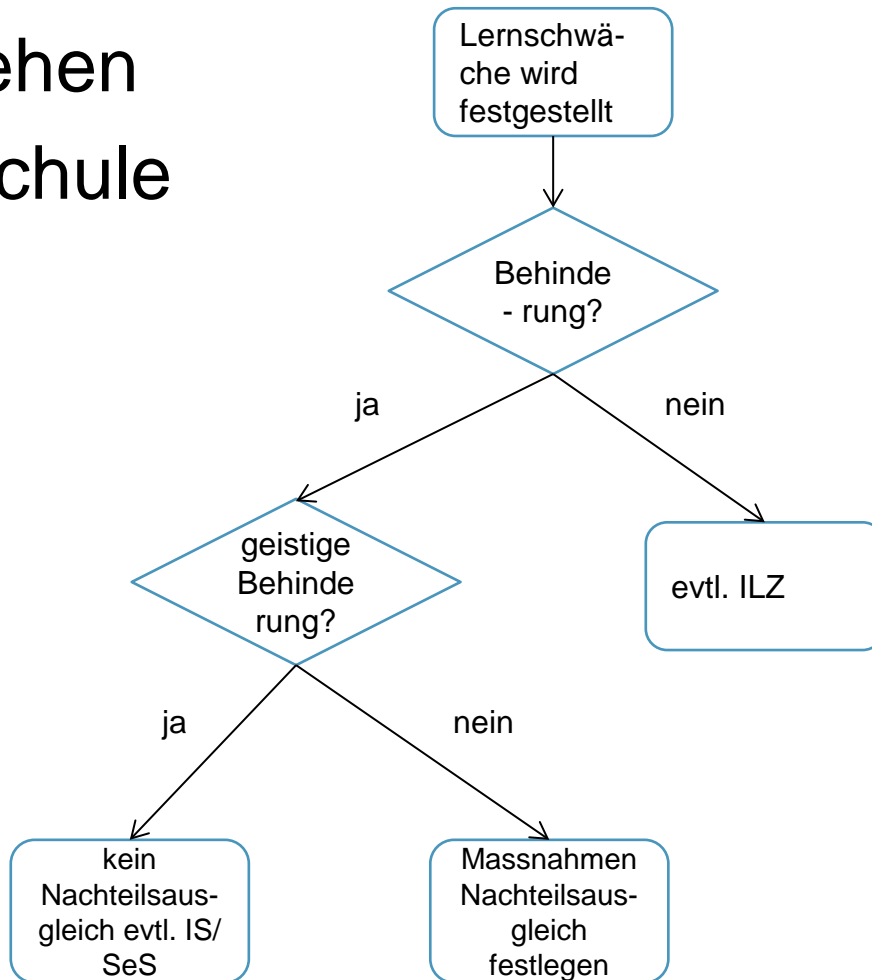 ehen
chule
Lernschwä-
che wird
festgestellt
Behinde
- rung?
ja
nein
geistige
Behinde
rung?
evtl. ILZ
ja
nein
kein
Nachteilsaus-
gleich evtl. IS/
SeS
Massnahmen
Nachteilsaus-
gleich
festlegen